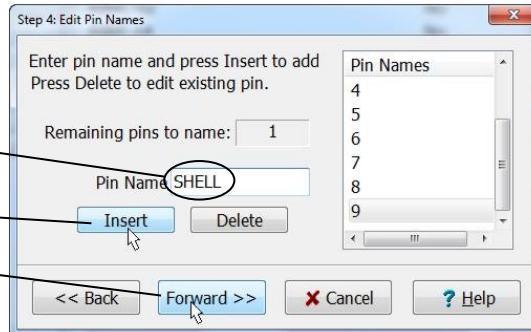 Step 4: Edit Pin Names
Enter pin name and press Insert to add
Press Delete to edit existing pin.
Remaining pins to name: 1
Pin Name SHELL
Insert Delete
Pin Names
4
5
6
7
8
9
<< Back Forward >> Cancel ? Help